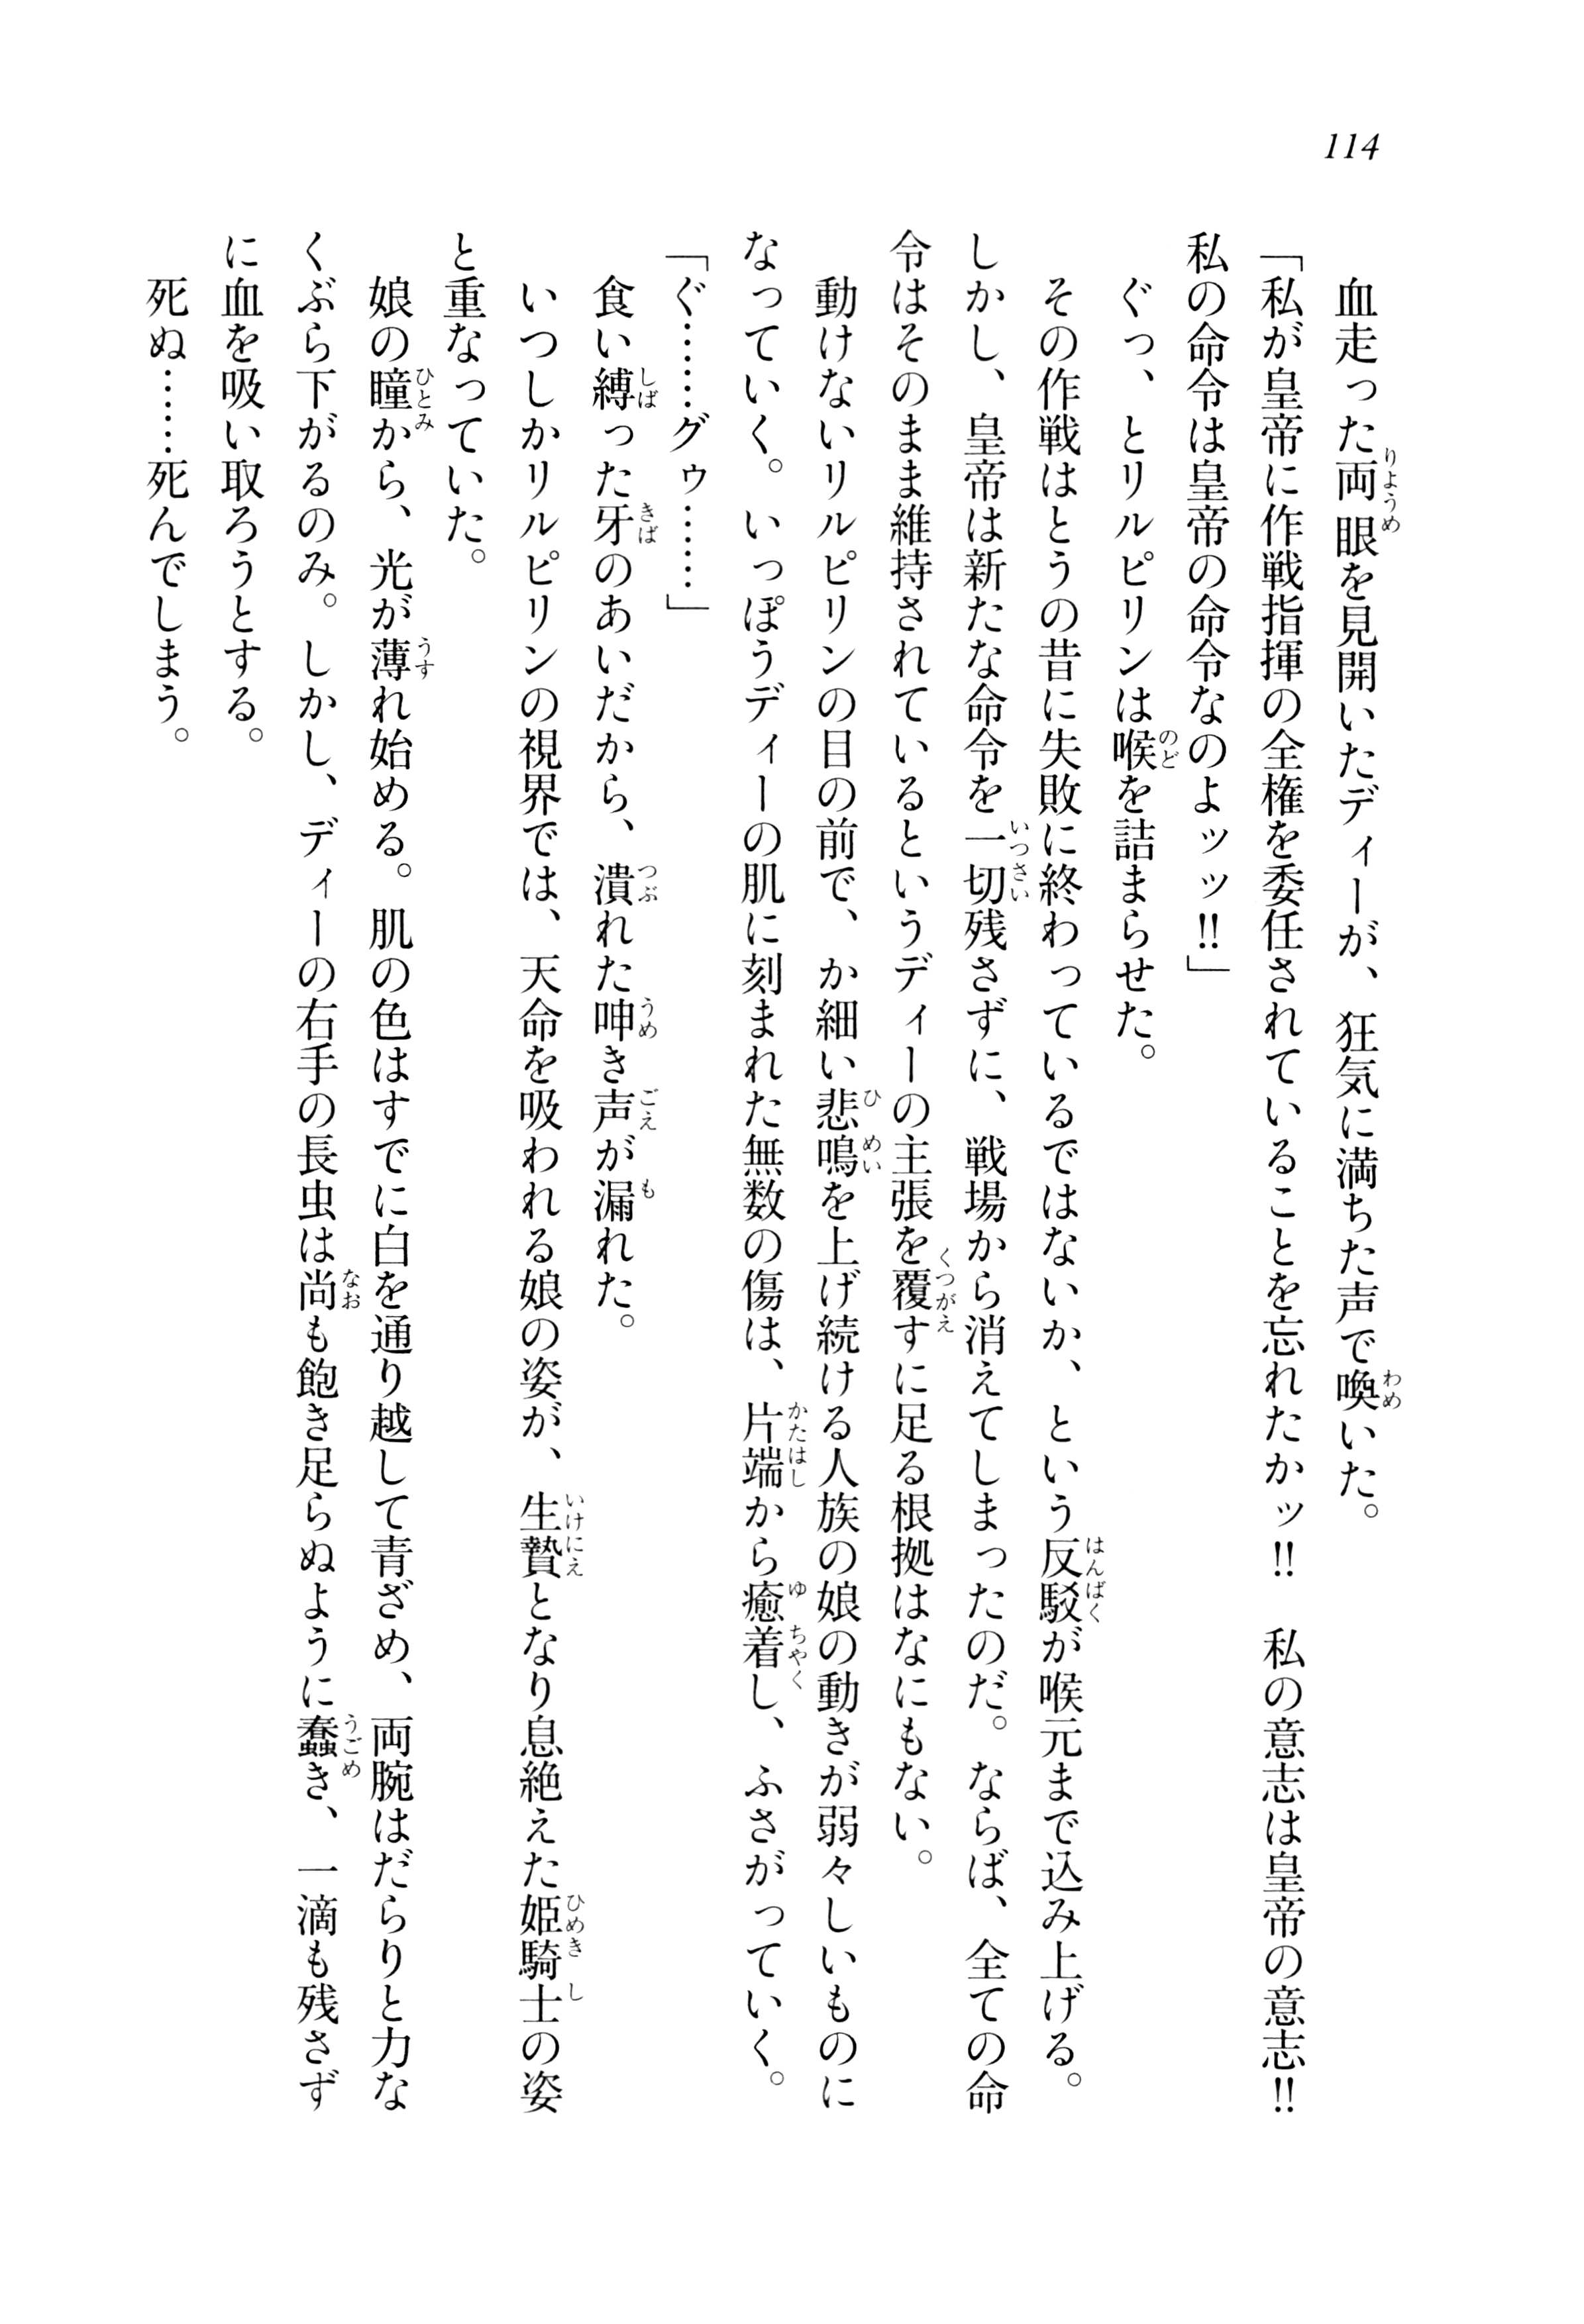 114
血走った両眼を見開いたディーが、狂気に満ちた声で喚いた。
「私が皇帝に作戦指揮の全権を委任されていることを忘れたかッ‼　私の意志は皇帝の意志‼
私の命令は皇帝の命令なのよッッ‼」
ぐっ、とリルピリンは喉を詰まらせた。
その作戦はとうの昔に失敗に終わっているではないか、という反駁が喉元まで込み上げる。
しかし、皇帝は新たな命令を一切残さずに、戦場から消えてしまったのだ。ならば、全ての命
令はそのまま維持されているというディーの主張を覆すに足る根拠はなにもない。
動けないリルピリンの目の前で、か細い悲鳴を上げ続ける人族の娘の動きが弱々しいものに
なっていく。いっぽうディーの肌に刻まれた無数の傷は、片端から癒着し、ふさがっていく。
「ぐ……グゥ……」
食い縛った牙のあいだから、潰れた呻き声が漏れた。
いつしかリルピリンの視界では、天命を吸われる娘の姿が、生贄となり息絶えた姫騎士の姿
と重なっていた。
娘の瞳から、光が薄れ始める。肌の色はすでに白を通り越して青ざめ、両腕はだらりと力な
くぶら下がるのみ。しかし、ディーの右手の長虫は尚も飽き足らぬように蠢き、一滴も残さず
に血を吸い取ろうとする。
死ぬ……死んでしまう。